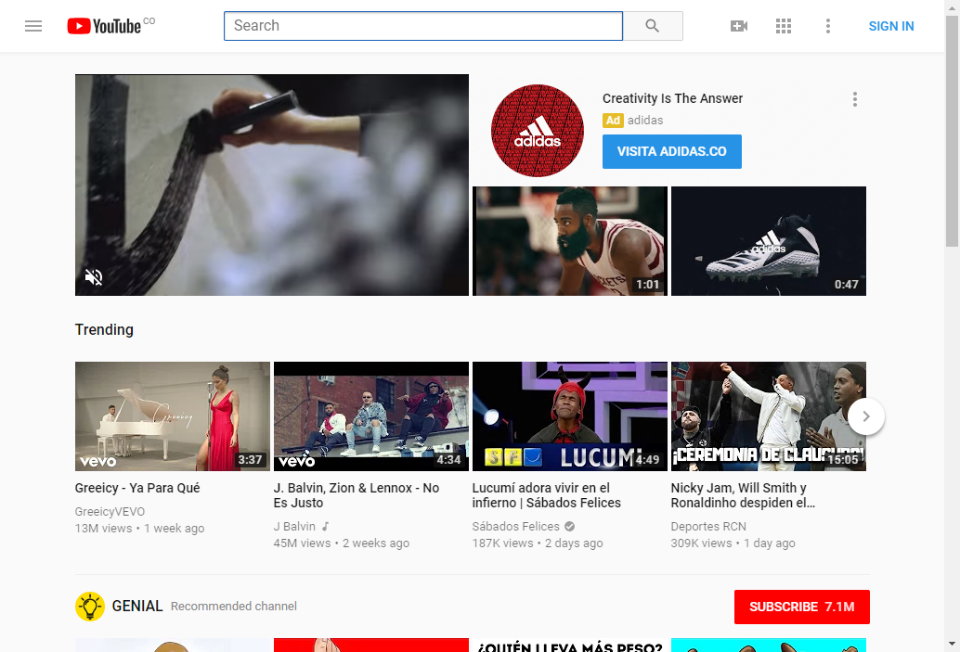 YouTube CO
Search
SIGN IN
Creativity Is The Answer
Ad adidas
VISITA ADIDAS.CO
adidas
adidas
1:01
0:47
Trending
Greeicy
vevo
3:37
vevo
4:34
LUCUMÍ
4:49
¡CEREMONIA DE CLAUSURA!
15:05
Greeicy - Ya Para Qué
GreeicyVEVO
13M views • 1 week ago
J. Balvin, Zion & Lennox - No
Es Justo
J Balvin
45M views • 2 weeks ago
Lucumí adora vivir en el
infierno | Sábados Felices
Sábados Felices
187K views • 2 days ago
Nicky Jam, Will Smith y
Ronaldinho despiden el...
Deportes RCN
309K views • 1 day ago
GENIAL Recommended channel
SUBSCRIBE 7.1M
¿QUIÉN LLEVA MÁS PESO?